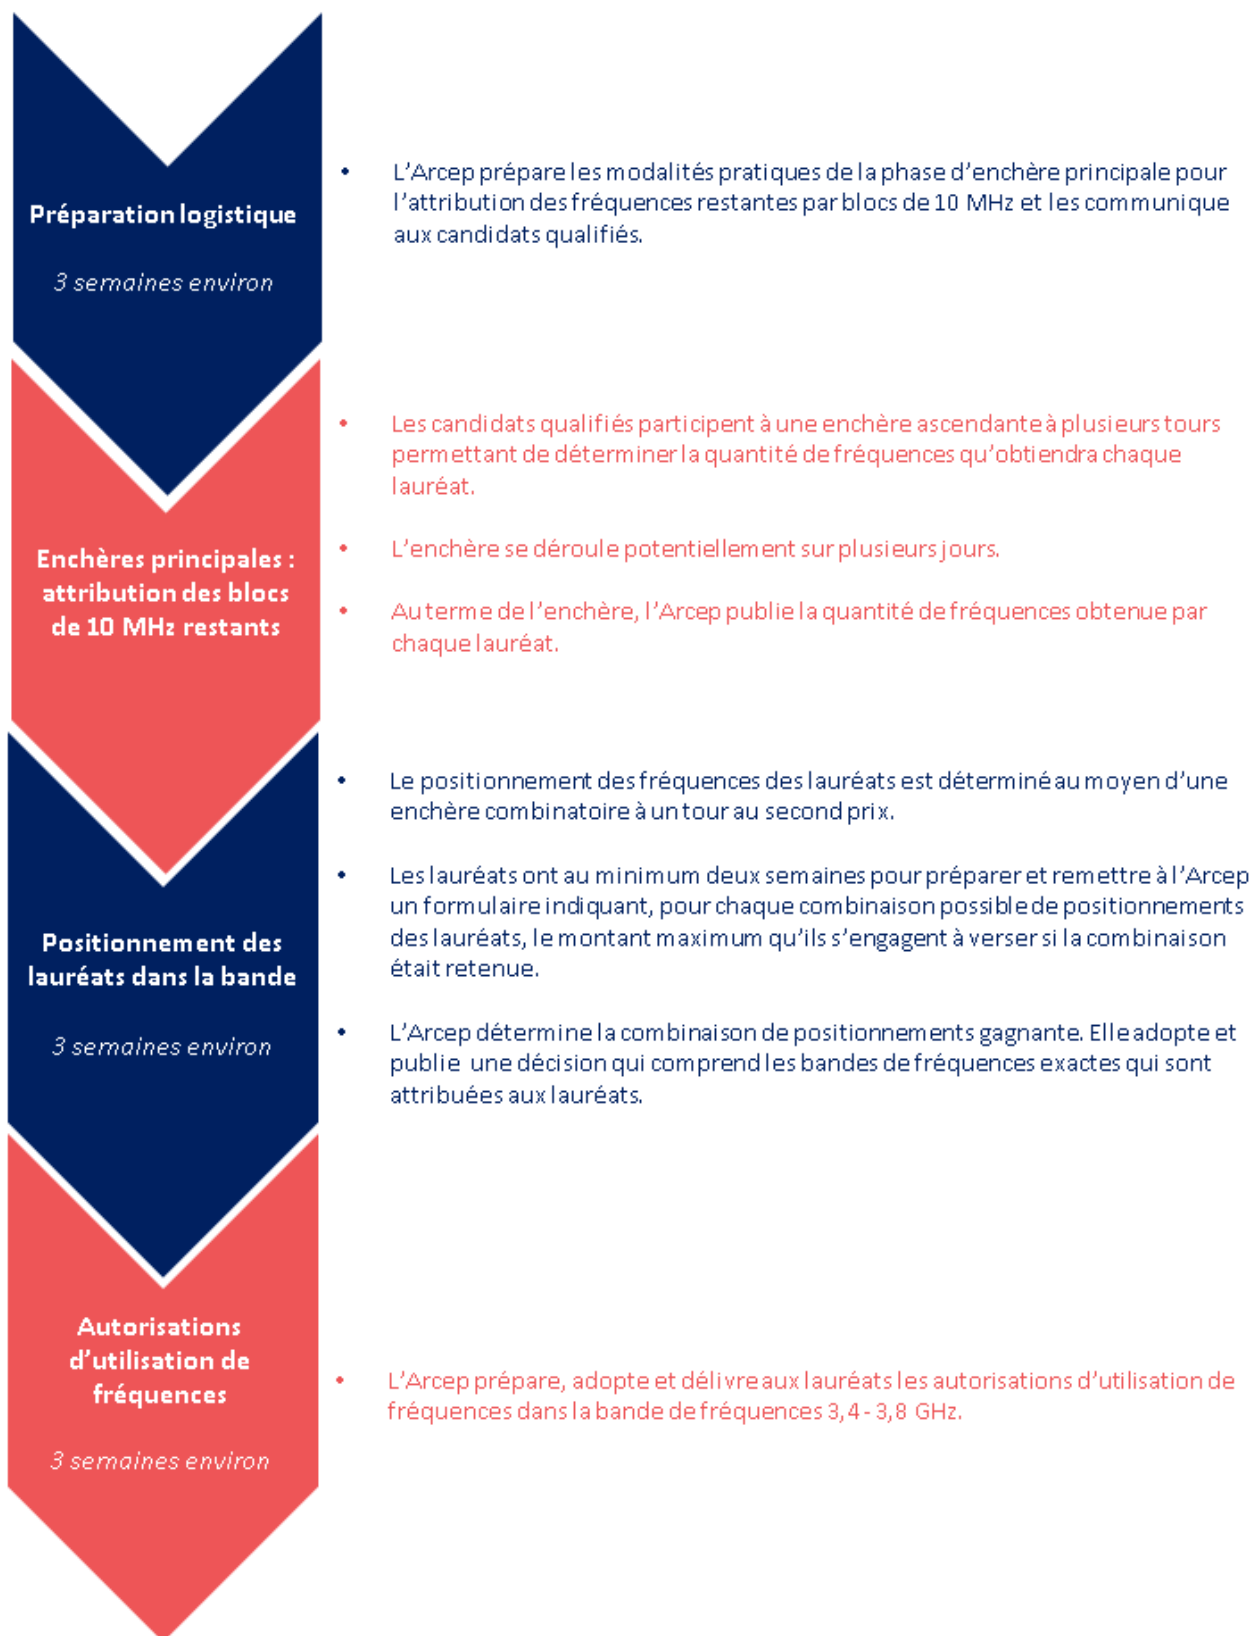 Préparation logistique
3 semaines environ
• L’Arcep prépare les modalités pratiques de la phase d’enchère principale pour
l’attribution des fréquences restantes par blocs de 10 MHz et les communique
aux candidats qualifiés.
Enchères principales :
attribution des blocs
de 10 MHz restants
• Les candidats qualifiés participent à une enchère ascendante à plusieurs tours
permettant de déterminer la quantité de fréquences qu’obtiendra chaque
lauréat.
• L’enchère se déroule potentiellement sur plusieurs jours.
• Au terme de l’enchère, l’Arcep publie la quantité de fréquences obtenue par
chaque lauréat.
Positionnement des
lauréats dans la bande
3 semaines environ
• Le positionnement des fréquences des lauréats est déterminé au moyen d’une
enchère combinatoire à un tour au second prix.
• Les lauréats ont au minimum deux semaines pour préparer et remettre à l’Arcep
un formulaire indiquant, pour chaque combinaison possible de positionnements
des lauréats, le montant maximum qu’ils s’engagent à verser si la combinaison
était retenue.
• L’Arcep détermine la combinaison de positionnements gagnante. Elle adopte et
publie une décision qui comprend les bandes de fréquences exactes qui sont
attribuées aux lauréats.
Autorisations
d’utilisation de
fréquences
3 semaines environ
• L’Arcep prépare, adopte et délivre aux lauréats les autorisations d’utilisation de
fréquences dans la bande de fréquences 3,4 - 3,8 GHz.